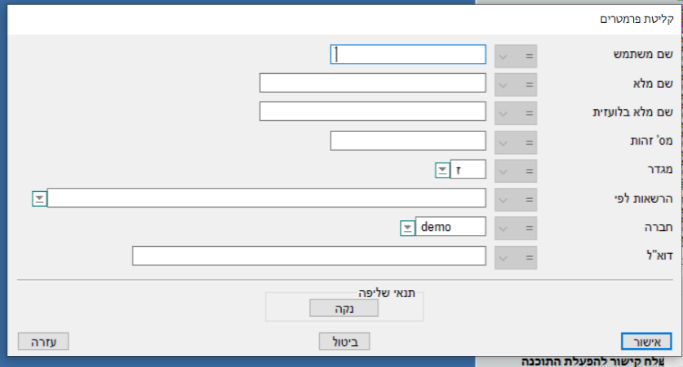 קליטת פרמטרים
שם משתמש =
שם מלא =
שם מלא בלועזית =
מס' זהות =
מגדר = ז
הרשאות לפי =
חברה = demo
דוא"ל =
תנאי שליפה
נקה
אישור ביטול עזרה
שלח קישור להפעלת התוכנה